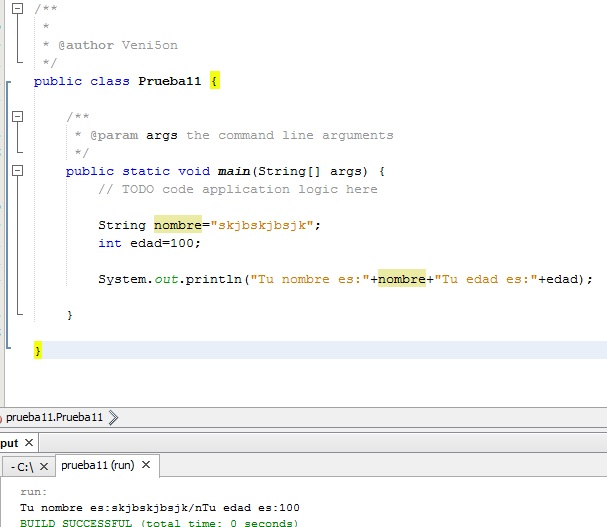 /**
*
* @author Veni5on
*/
public class Prueba11 {
/**
* @param args the command line arguments
*/
public static void main(String[] args) {
// TODO code application logic here
String nombre="skjbskjbsjk";
int edad=100;
System.out.println("Tu nombre es:"+nombre+"Tu edad es:"+edad);
}
}
prueba11.Prueba11
put
- C:\ prueba11 (run)
run:
Tu nombre es:skjbskjbsjk/nTu edad es:100
BUILD SUCCESSFUL (total time: 0 seconds)